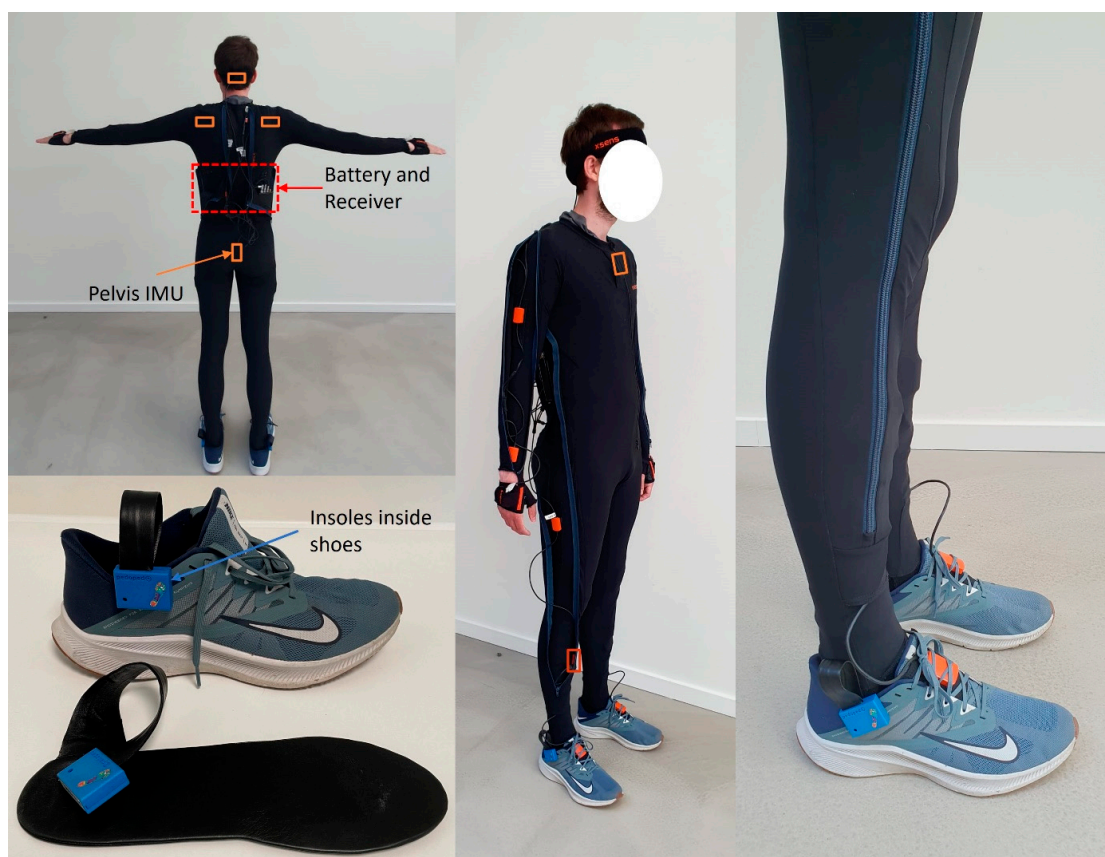 Battery and
Receiver
Pelvis IMU
Insoles inside
shoes
xsens